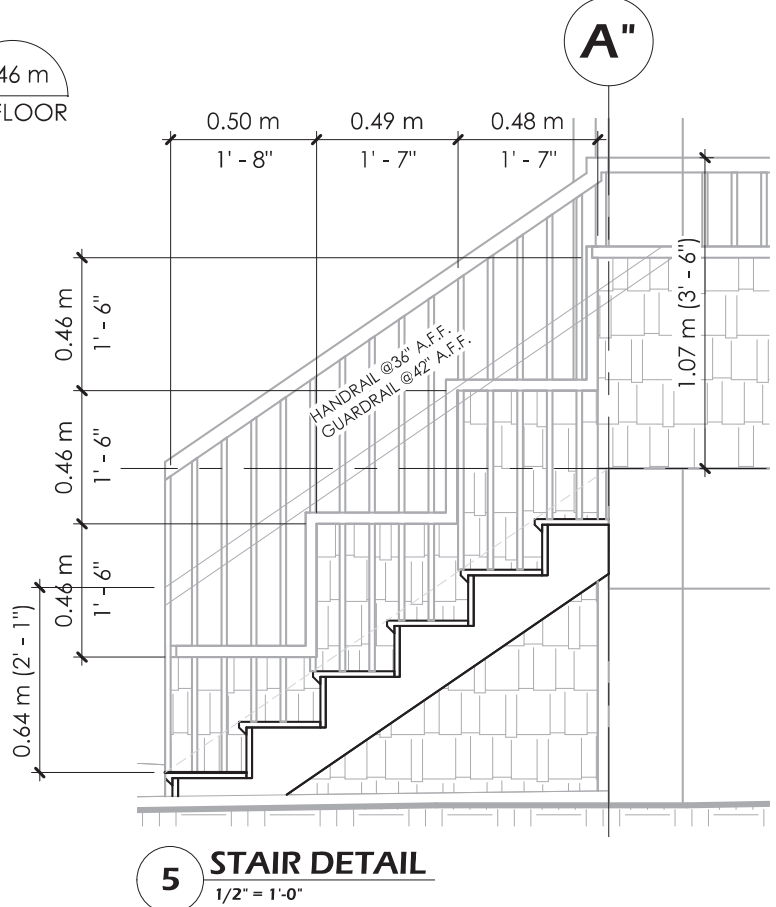 A"
46 m
FLOOR
0.50 m
0.49 m
0.48 m
1' - 8"
1' - 7"
1' - 7"
0.46 m
1' - 6"
0.46 m
1' - 6"
0.46 m
1' - 6"
0.64 m (2' - 1")
1.07 m (3' - 6")
HANDRAIL @36" A.F.F.
GUARDRAIL @42" A.F.F.
5
STAIR DETAIL
1/2" = 1'-0"